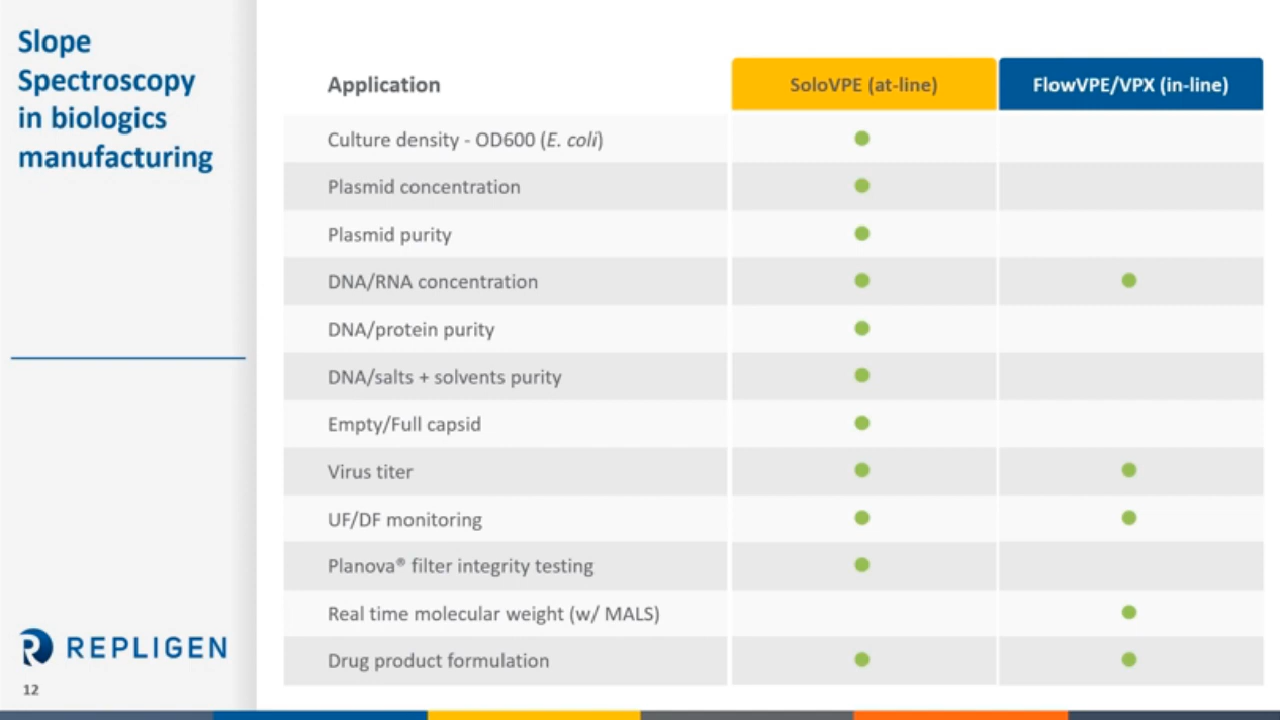 Slope
Spectroscopy
in biologics
manufacturing
REPLIGEN
12
Application
SoloVPE (at-line)
FlowVPE/VPX (in-line)
Culture density - OD600 (E. coli)
Plasmid concentration
Plasmid purity
DNA/RNA concentration
DNA/protein purity
DNA/salts + solvents purity
Empty/Full capsid
Virus titer
UF/DF monitoring
Planova® filter integrity testing
Real time molecular weight (w/ MALS)
Drug product formulation